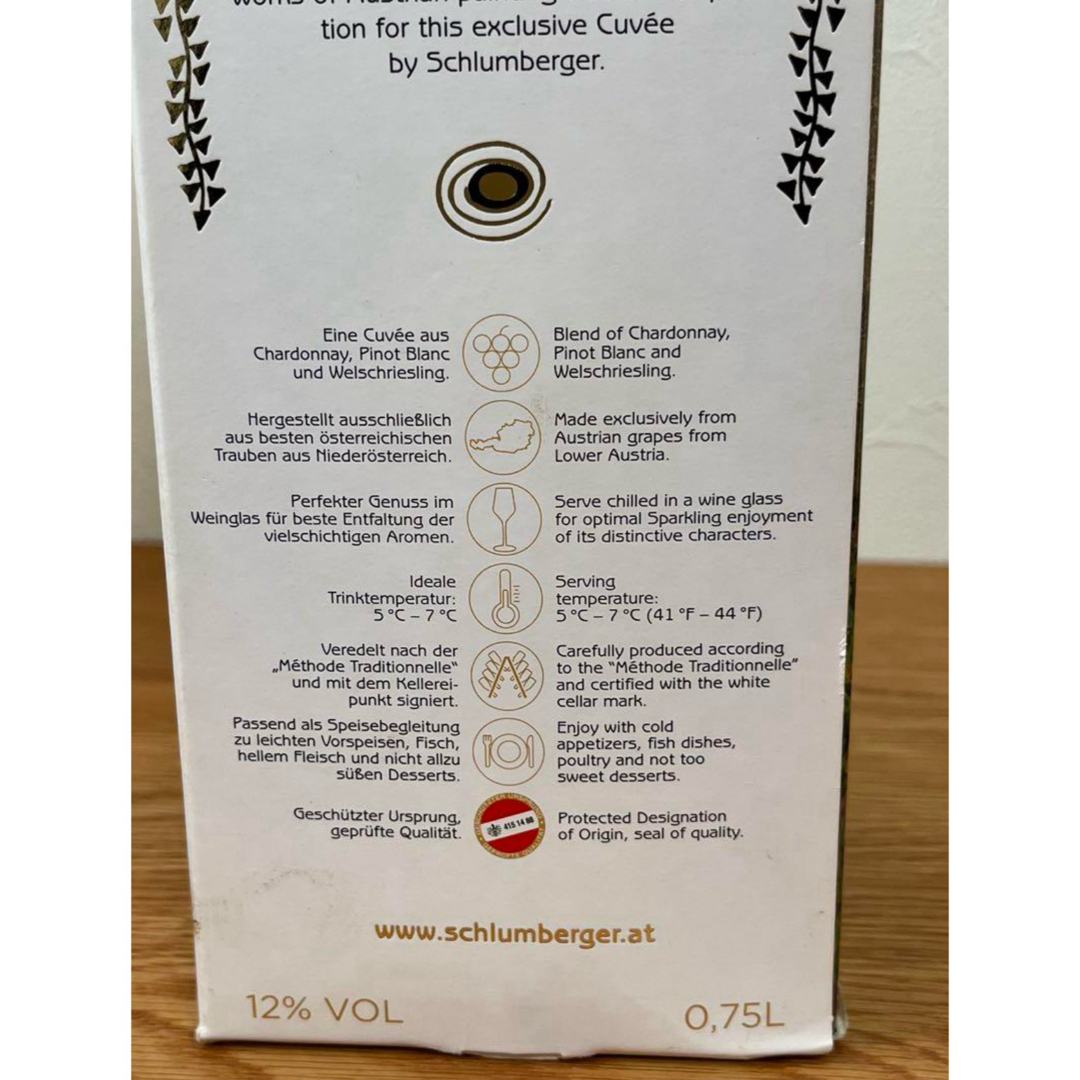 tion for this exclusive Cuvée
by Schlumberger.
Eine Cuvée aus
Chardonnay, Pinot Blanc
und Welschriesling.
Blend of Chardonnay,
Pinot Blanc and
Welschriesling.
Hergestellt ausschließlich
aus besten österreichischen
Trauben aus Niederösterreich.
Made exclusively from
Austrian grapes from
Lower Austria.
Perfekter Genuss im
Weinglas für beste Entfaltung der
vielschichtigen Aromen.
Serve chilled in a wine glass
for optimal Sparkling enjoyment
of its distinctive characters.
Ideale
Trinktemperatur:
5 °C – 7 °C
Serving
temperature:
5 °C – 7 °C (41 °F – 44 °F)
Veredelt nach der
„Méthode Traditionnelle“
und mit dem Kellerei-
punkt signiert.
Carefully produced according
to the “Méthode Traditionnelle”
and certified with the white
cellar mark.
Passend als Speisebegleitung
zu leichten Vorspeisen, Fisch,
hellem Fleisch und nicht allzu
süßen Desserts.
Enjoy with cold
appetizers, fish dishes,
poultry and not too
sweet desserts.
Geschützter Ursprung,
geprüfte Qualität.
415 14 88
Protected Designation
of Origin, seal of quality.
www.schlumberger.at
12% VOL
0,75L